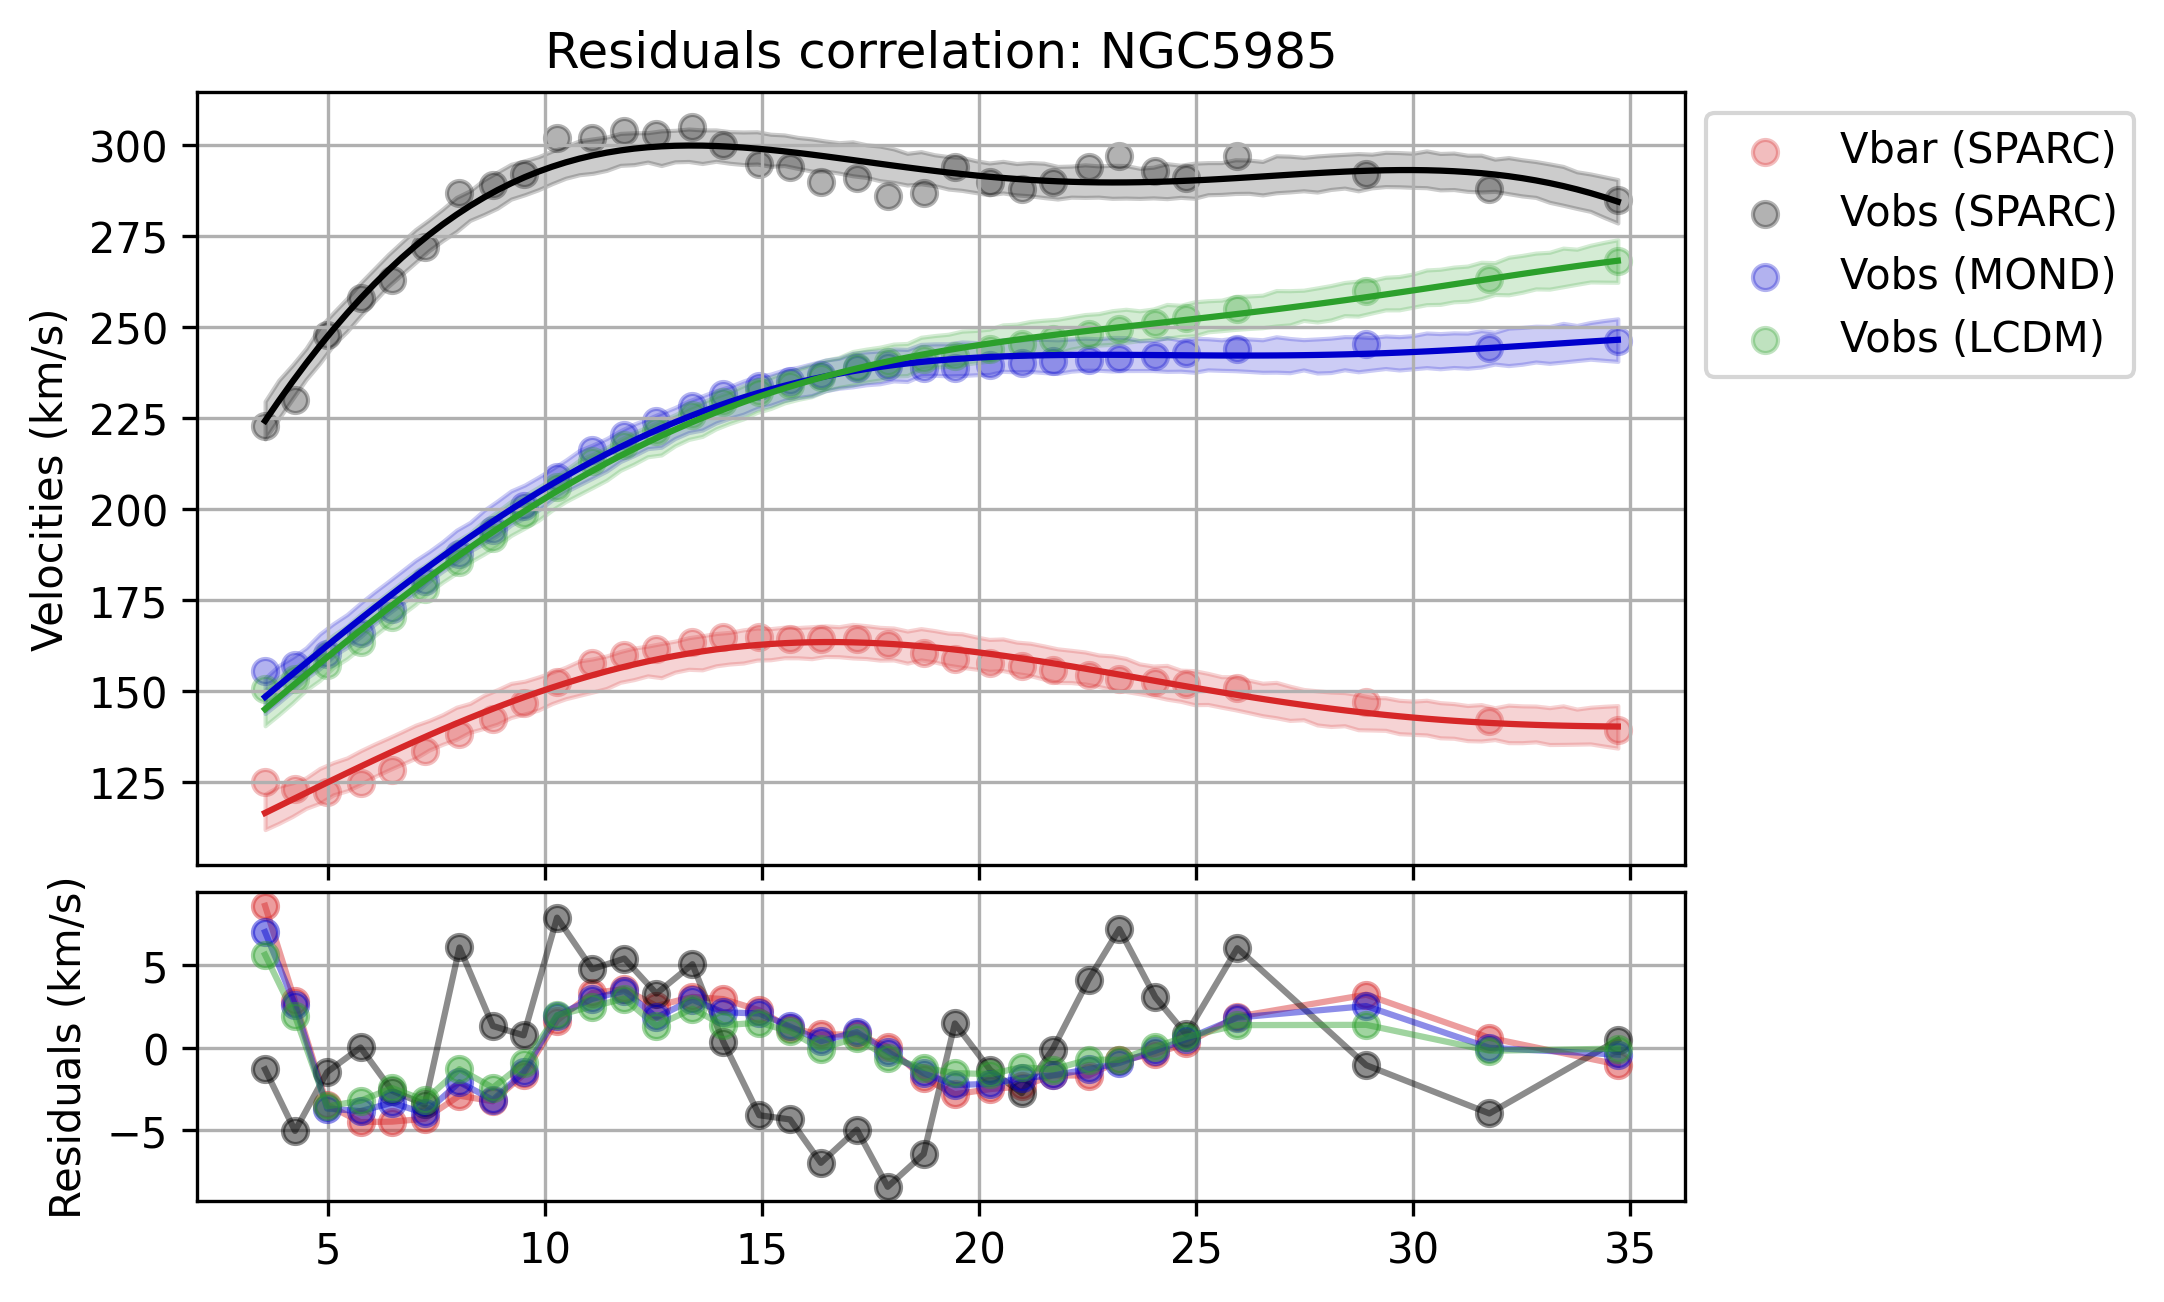 Residuals correlation: NGC5985
Velocities (km/s)
300
275
250
225
200
175
150
125
Vbar (SPARC)
Vobs (SPARC)
Vobs (MOND)
Vobs (LCDM)
Residuals (km/s)
5
0
−5
5 10 15 20 25 30 35